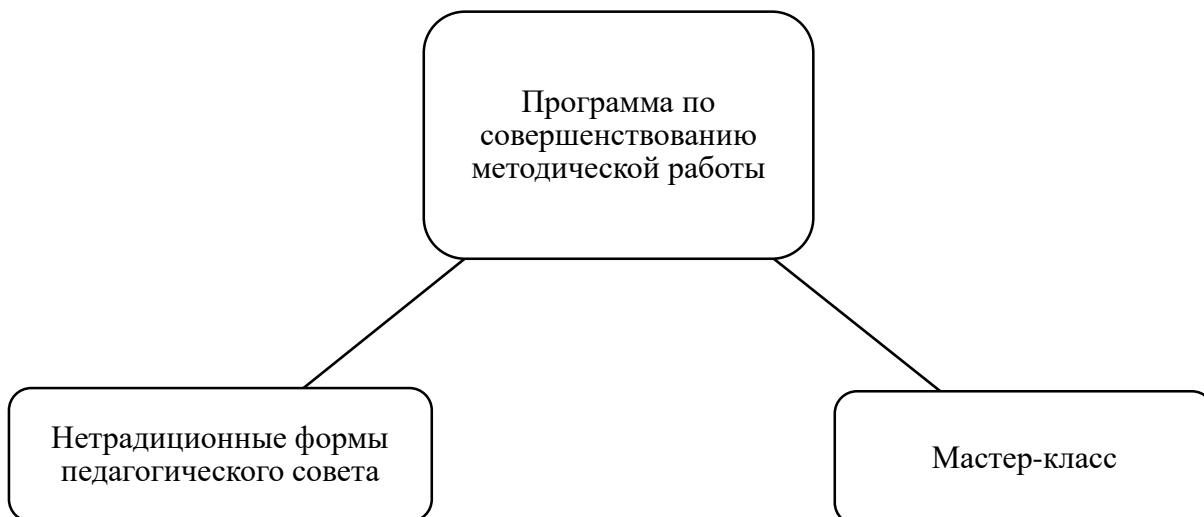 Программа по
совершенствованию
методической работы
Нетрадиционные формы
педагогического совета
Мастер-класс